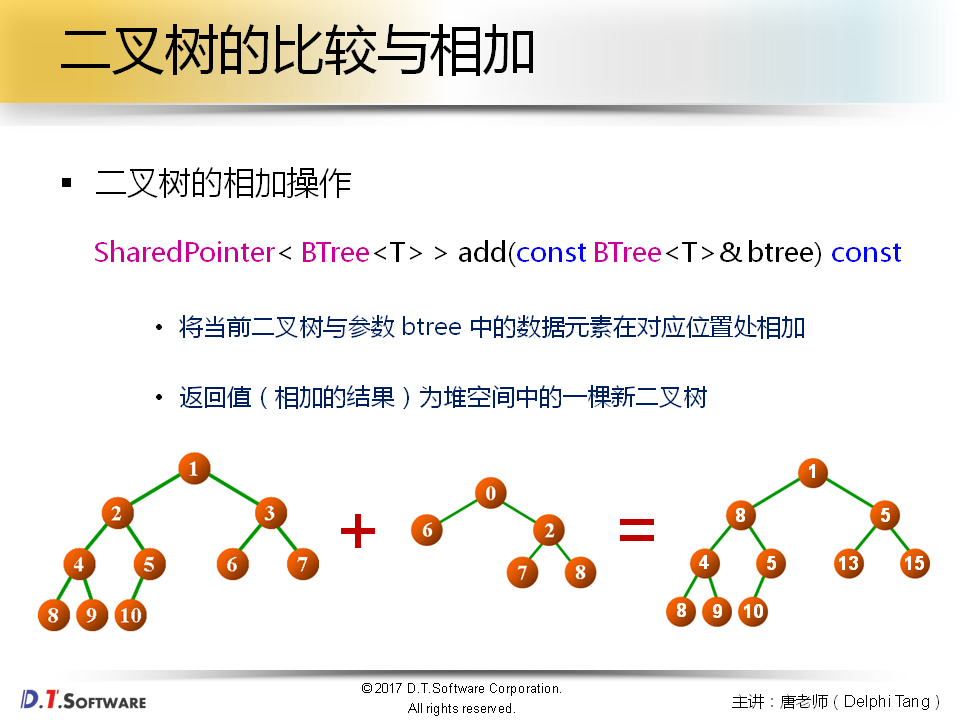 二叉树的比较与相加
▪ 二叉树的相加操作
SharedPointer< BTree<T> > add(const BTree<T>& btree) const
• 将当前二叉树与参数 btree 中的数据元素在对应位置处相加
• 返回值（相加的结果）为堆空间中的一棵新二叉树
1
2 3
4 5 6 7
8 9 10
+
0
6 2
7 8
=
1
8 5
4 5 13 15
8 9 10
D.T.SOFTWARE
©2017 D.T.Software Corporation.
All rights reserved.
主讲：唐老师（Delphi Tang）